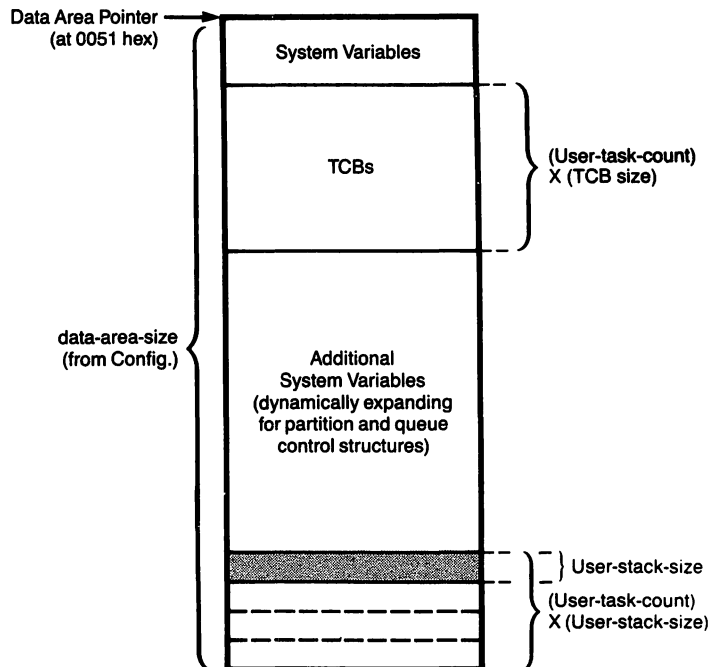 Data Area Pointer
(at 0051 hex)
System Variables
TCBs
(User-task-count)
X (TCB size)
data-area-size
(from Config.)
Additional
System Variables
(dynamically expanding
for partition and queue
control structures)
User-stack-size
(User-task-count)
X (User-stack-size)